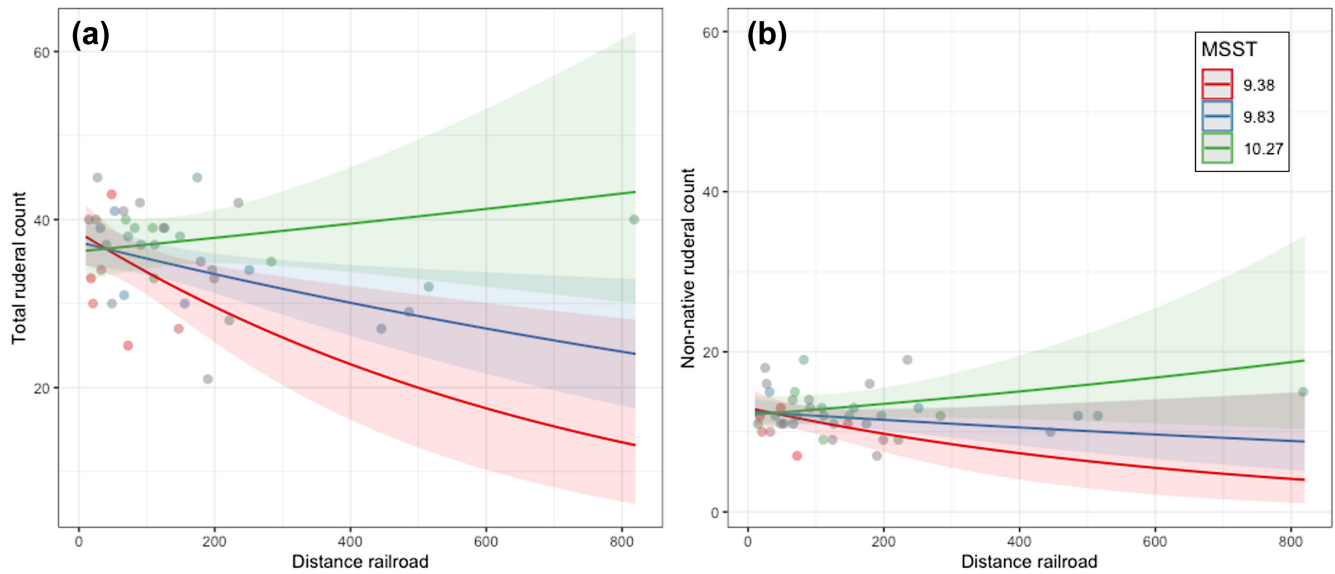 (a)
Total ruderal count
60
40
20
0
200
400
600
800
Distance railroad
(b)
Non-native ruderal count
60
40
20
0
0
200
400
600
800
Distance railroad
MSST
9.38
9.83
10.27